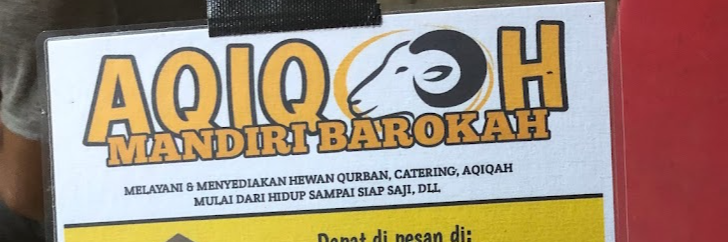 AQIQAH
MANDIRI BAROKAH
MELAYANI & MENYEDIAKAN HEWAN QURBAN, CATERING, AQIQAH
MULAI DARI HIDUP SAMPAI SIAP SAJI, DLL
Dapat di pesan di: